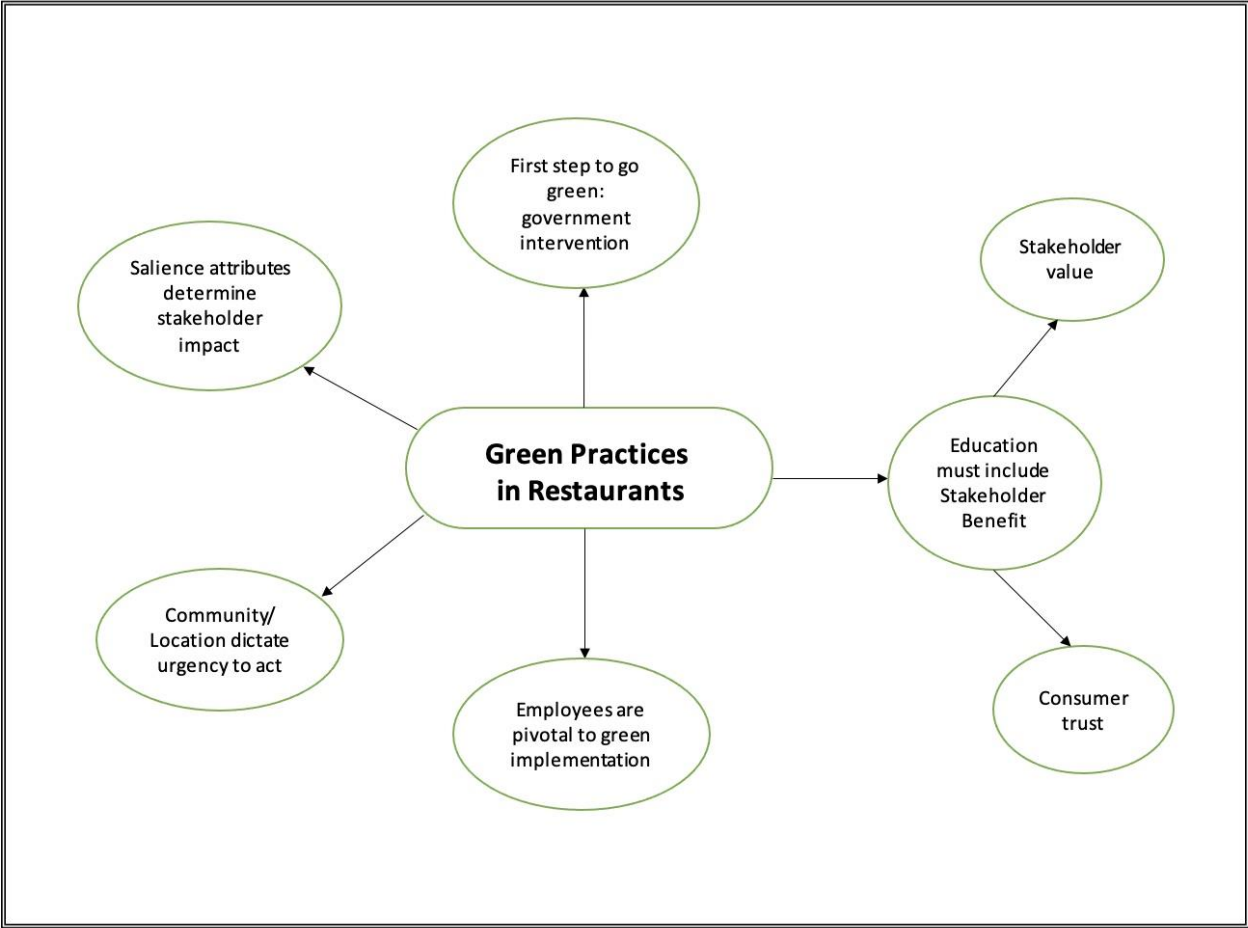 First step to go
green:
government
intervention
Salience attributes
determine
stakeholder
impact
Stakeholder
value
Green Practices
in Restaurants
Education
must include
Stakeholder
Benefit
Community/
Location dictate
urgency to act
Employees are
pivotal to green
implementation
Consumer
trust